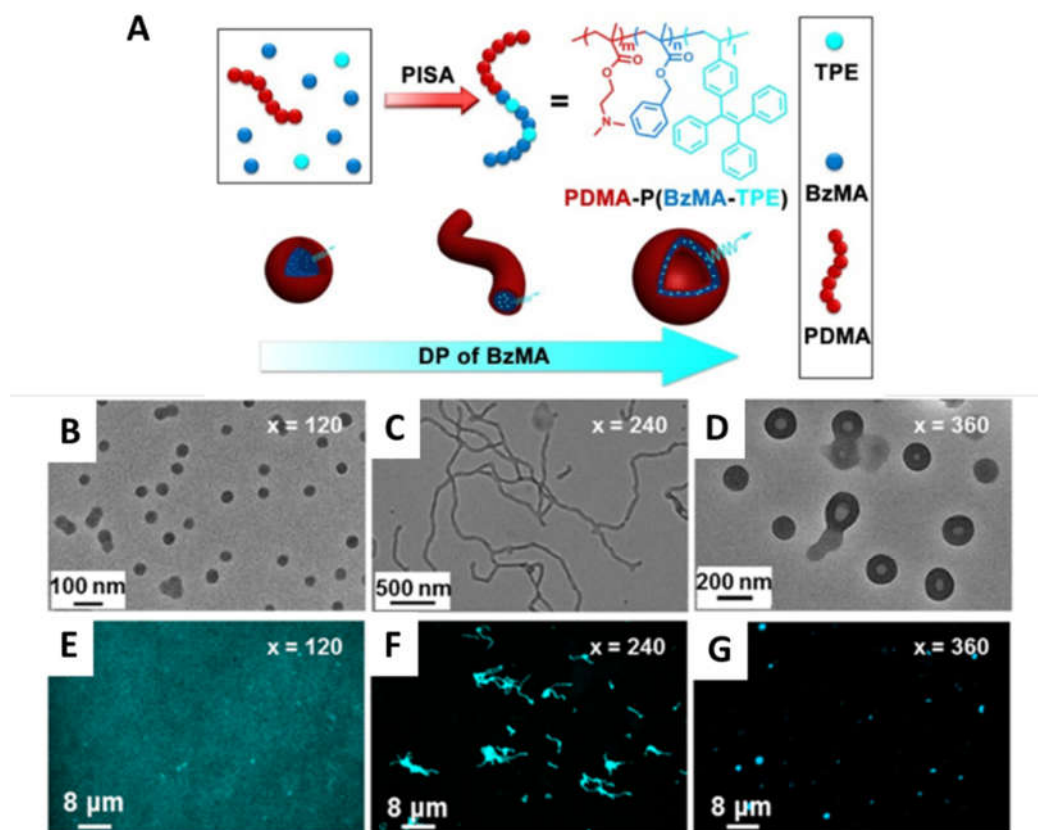 A
PISA
=
m
n
l
O
O
O
O
N
TPE
BzMA
PDMA
PDMA-P(BzMA-TPE)
DP of BzMA
B
x = 120
100 nm
C
x = 240
500 nm
D
x = 360
200 nm
E
x = 120
8 µm
F
x = 240
8 µm
G
x = 360
8 µm